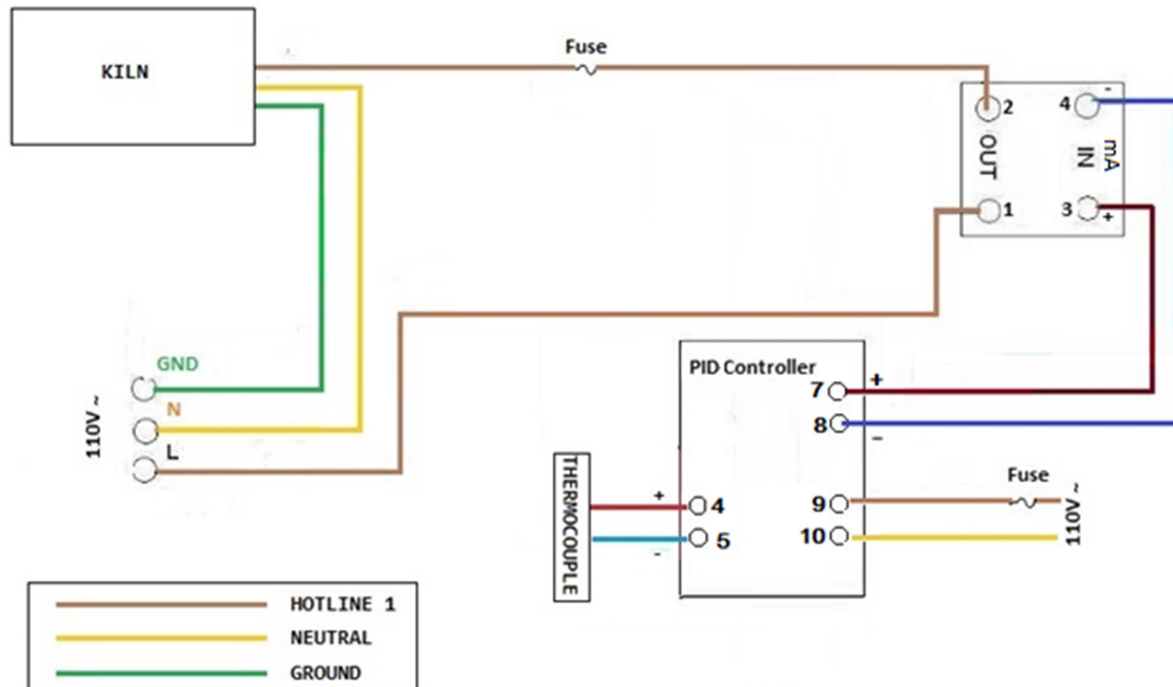 KILN
Fuse
2
4
-
OUT
IN
mA
1
3
+
GND
N
L
110V ~
PID Controller
7
+
8
-
THERMOCOUPLE
+
4
-
5
9
10
Fuse
110V ~
HOTLINE 1
NEUTRAL
GROUND